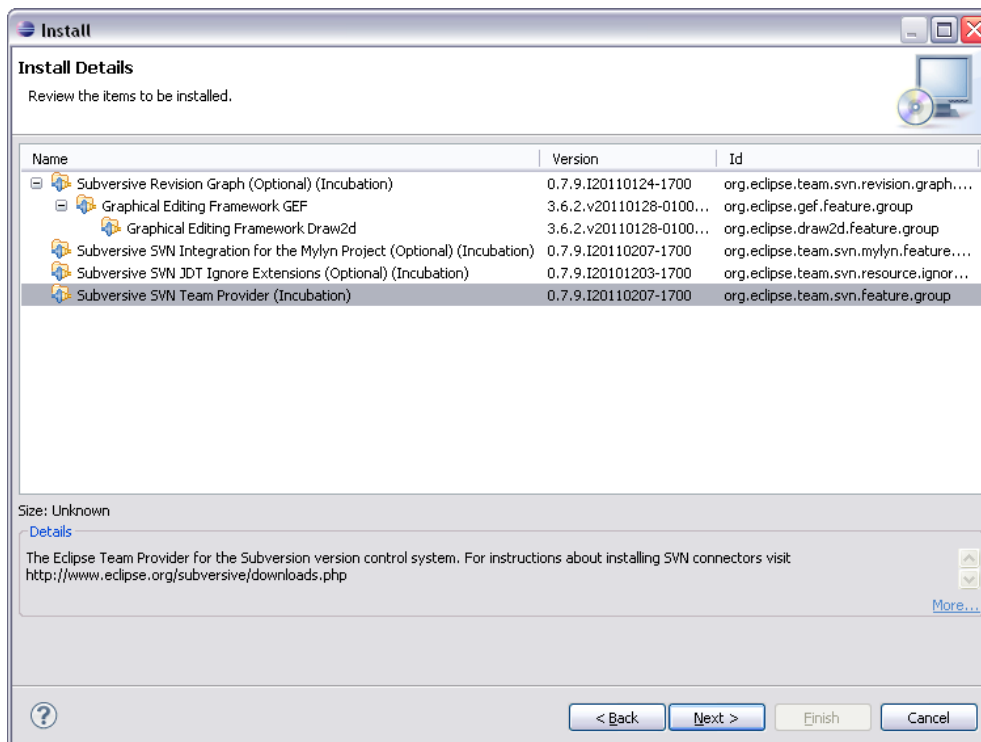 Install
Install Details
Review the items to be installed.
Name Version Id
Subversive Revision Graph (Optional) (Incubation) 0.7.9.I20110124-1700 org.eclipse.team.svn.revision.graph....
Graphical Editing Framework GEF 3.6.2.v20110128-0100... org.eclipse.gef.feature.group
Graphical Editing Framework Draw2d 3.6.2.v20110128-0100... org.eclipse.draw2d.feature.group
Subversive SVN Integration for the Mylyn Project (Optional) (Incubation) 0.7.9.I20110207-1700 org.eclipse.team.svn.mylyn.feature....
Subversive SVN JDT Ignore Extensions (Optional) (Incubation) 0.7.9.I20101203-1700 org.eclipse.team.svn.resource.ignor...
Subversive SVN Team Provider (Incubation) 0.7.9.I20110207-1700 org.eclipse.team.svn.feature.group
Size: Unknown
Details
The Eclipse Team Provider for the Subversion version control system. For instructions about installing SVN connectors visit
http://www.eclipse.org/subversive/downloads.php
More...
? < Back Next > Finish Cancel